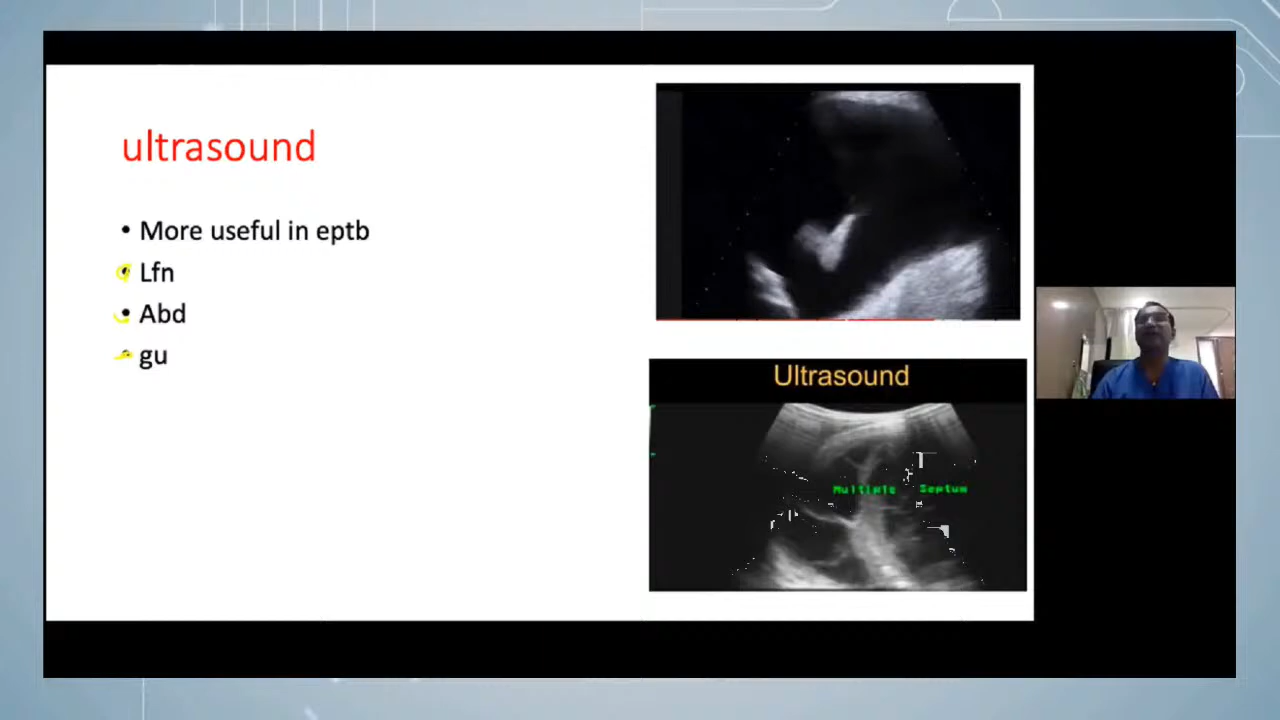 ultrasound
• More useful in eptb
• Lfn
• Abd
• gu
Ultrasound
Multiple Septum